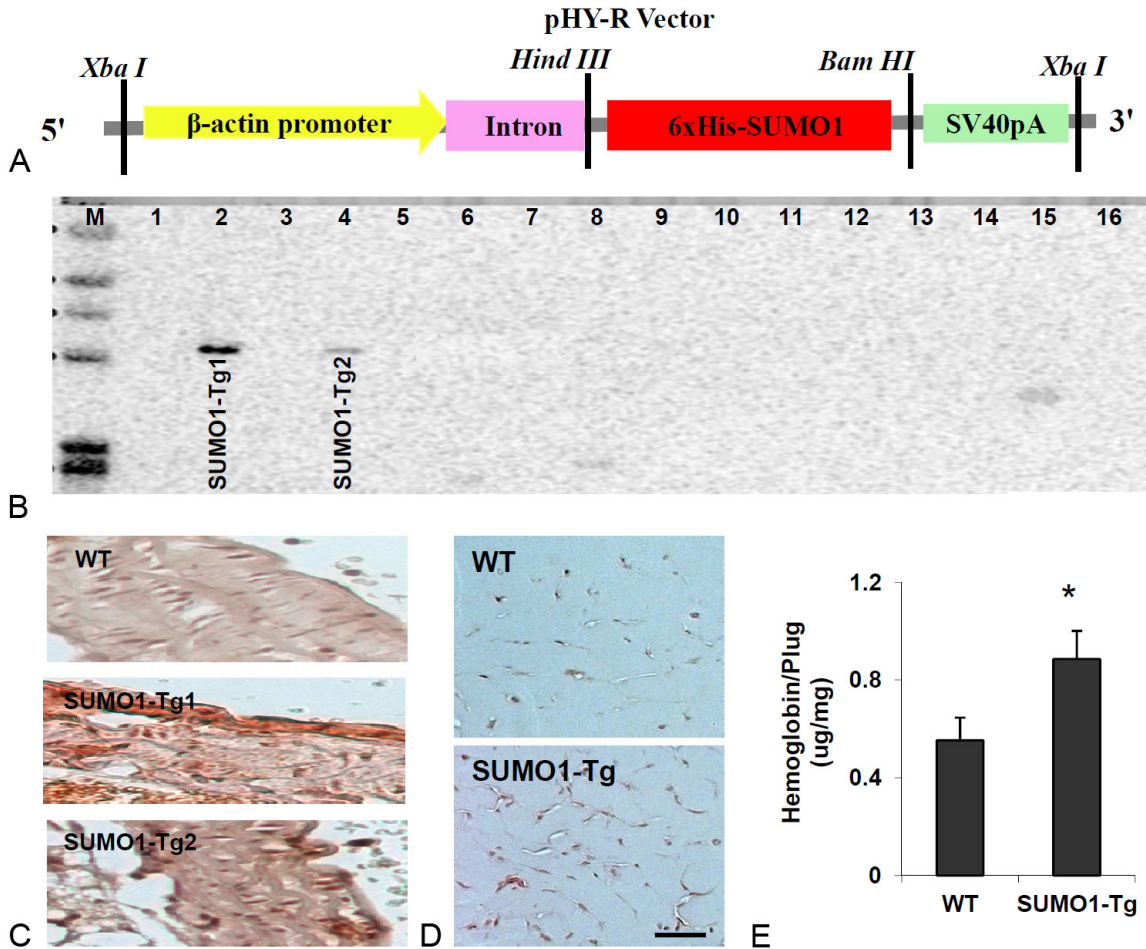 pHY-R Vector
Xba I
Hind III
Bam HI
Xba I
5'
β-actin promoter
Intron
6xHis-SUMO1
SV40pA
3'
A
M 1 2 3 4 5 6 7 8 9 10 11 12 13 14 15 16
SUMO1-Tg1
SUMO1-Tg2
B
WT
SUMO1-Tg1
SUMO1-Tg2
C
WT
SUMO1-Tg
D
Hemoglobin/Plug
(ug/mg)
1.2
0.8
0.4
0
*
WT
SUMO1-Tg
E